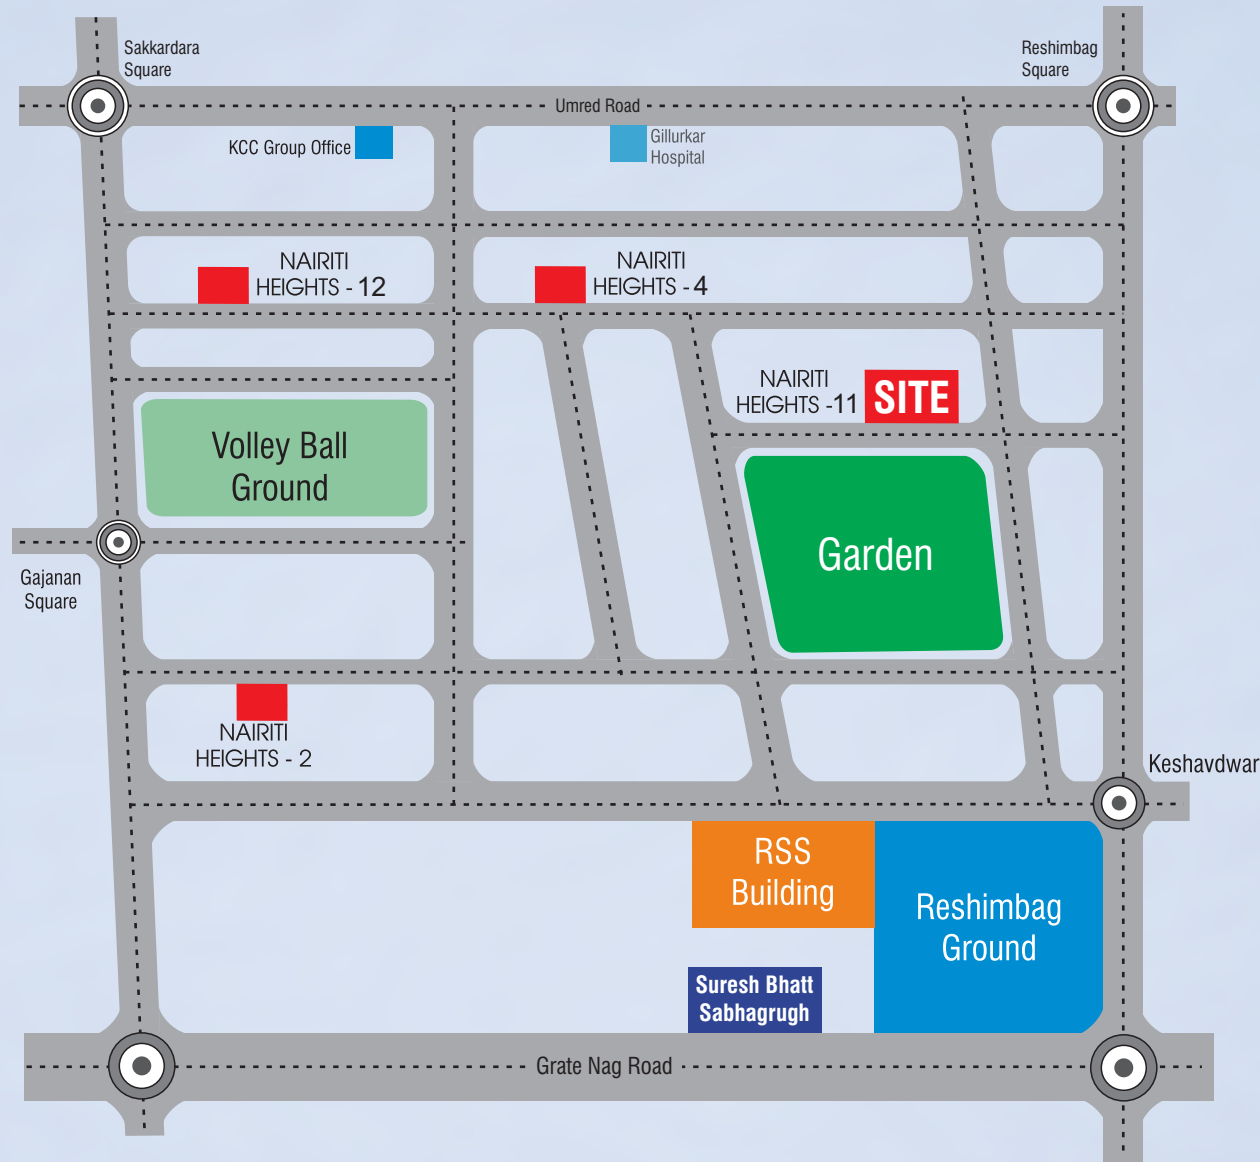 Sakkardara
Square
Reshimbag
Square
Umred Road
KCC Group Office
Gillurkar
Hospital
NAIRITI
HEIGHTS - 12
NAIRITI
HEIGHTS - 4
NAIRITI
HEIGHTS -11
SITE
Volley Ball
Ground
Garden
Gajanan
Square
NAIRITI
HEIGHTS - 2
Keshavdwar
RSS
Building
Reshimbag
Ground
Suresh Bhatt
Sabhagrugh
Grate Nag Road